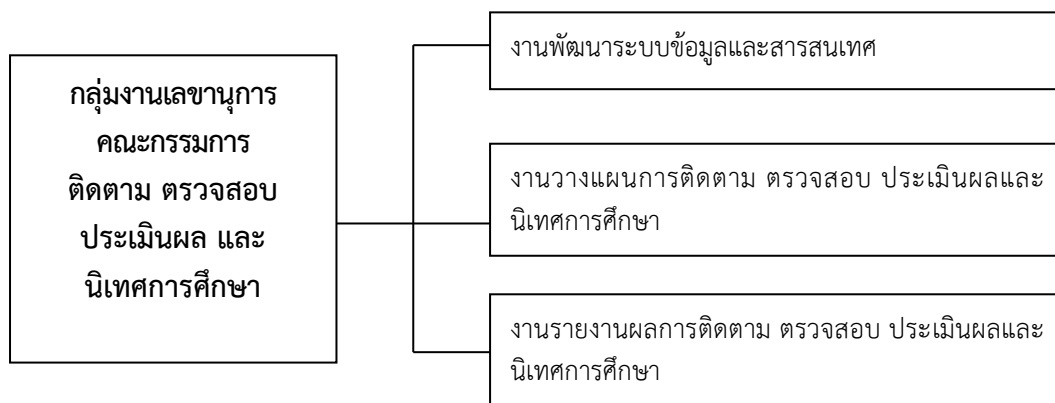 กลุ่มงานเลขานุการ
คณะกรรมการ
ติดตาม ตรวจสอบ
ประเมินผล และ
นิเทศการศึกษา
งานพัฒนาระบบข้อมูลและสารสนเทศ
งานวางแผนการติดตาม ตรวจสอบ ประเมินผลและ
นิเทศการศึกษา
งานรายงานผลการติดตาม ตรวจสอบ ประเมินผลและ
นิเทศการศึกษา